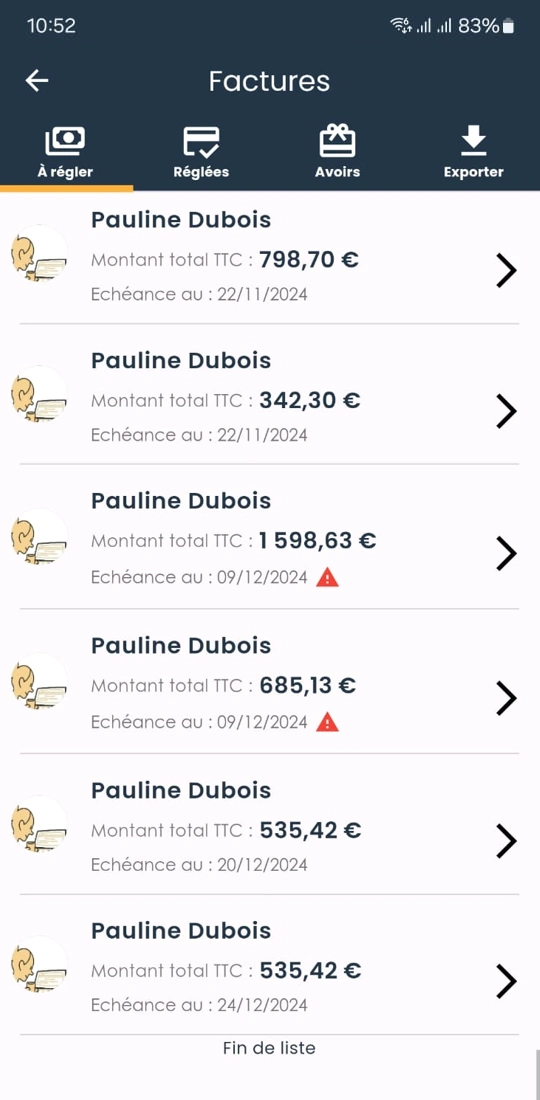 10:52
83%
Factures
À régler
Réglées
Avoirs
Exporter
Pauline Dubois
Montant total TTC : 798,70 €
Echéance au : 22/11/2024
Pauline Dubois
Montant total TTC : 342,30 €
Echéance au : 22/11/2024
Pauline Dubois
Montant total TTC : 1 598,63 €
Echéance au : 09/12/2024
Pauline Dubois
Montant total TTC : 685,13 €
Echéance au : 09/12/2024
Pauline Dubois
Montant total TTC : 535,42 €
Echéance au : 20/12/2024
Pauline Dubois
Montant total TTC : 535,42 €
Echéance au : 24/12/2024
Fin de liste